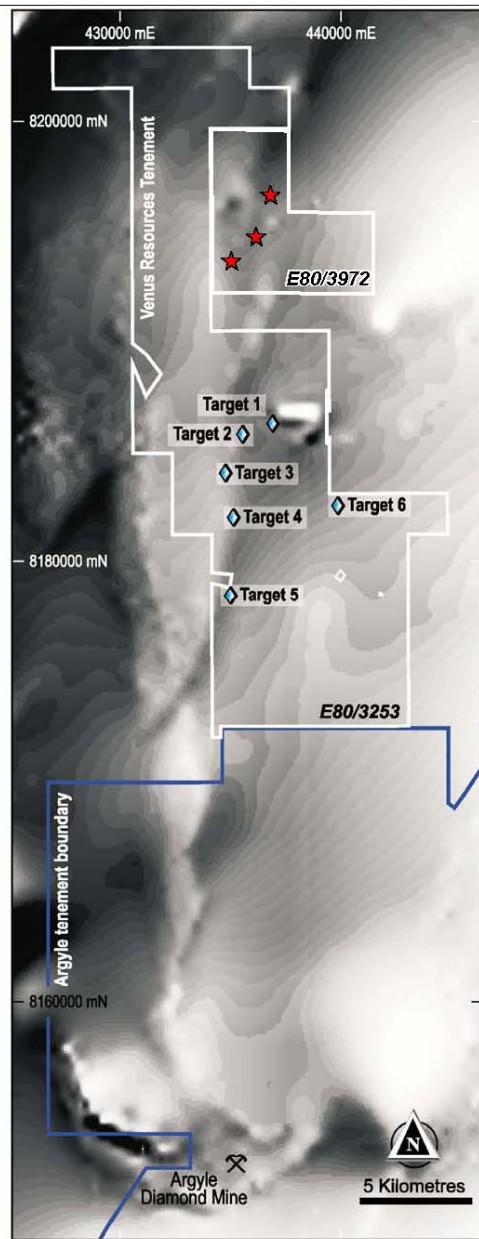 430000 mE
440000 mE
8200000 mN
Venus Resources Tenement
E80/3972
Target 1
Target 2
Target 3
Target 6
Target 4
8180000 mN
Target 5
E80/3253
Argyle tenement boundary
8160000 mN
N
Argyle
Diamond Mine
5 Kilometres